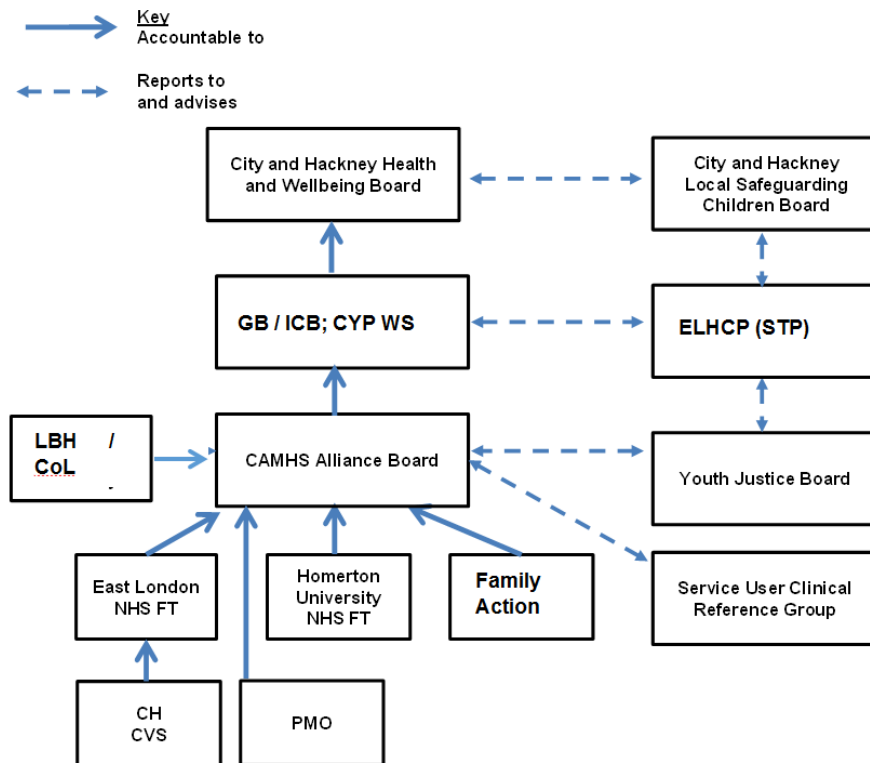 Key
Accountable to
Reports to
and advises
City and Hackney Health
and Wellbeing Board
City and Hackney
Local Safeguarding
Children Board
GB / ICB; CYP WS
ELHCP (STP)
LBH /
CoL
-
CAMHS Alliance Board
Youth Justice Board
East London
NHS FT
Homerton
University
NHS FT
Family
Action
Service User Clinical
Reference Group
CH
CVS
PMO